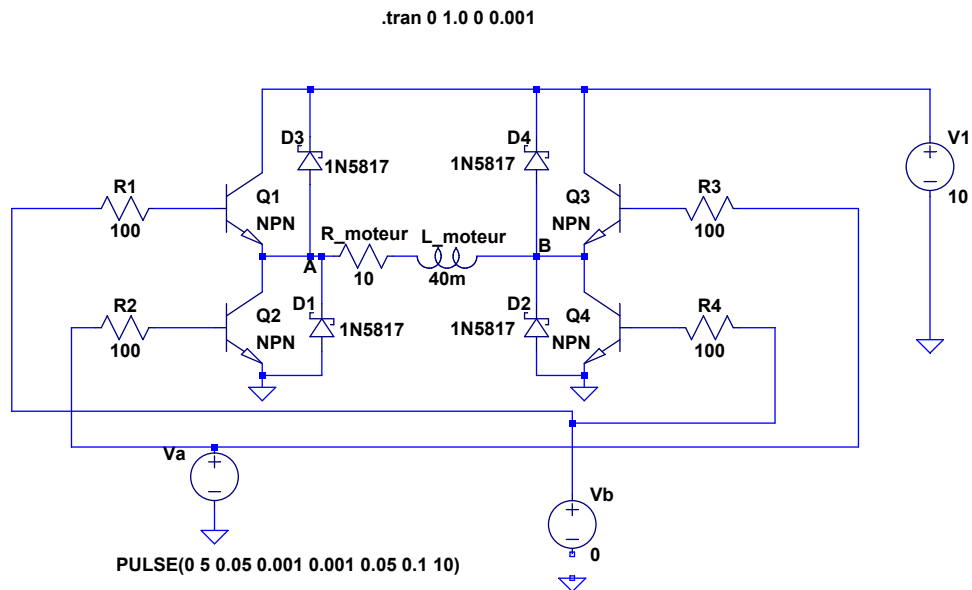 .tran 0 1.0 0 0.001
D3
D4
V1
1N5817
1N5817
R1
Q1
Q3
R3
10
100
NPN
NPN
100
R_moteur
L_moteur
A
B
10
40m
R2
D1
D2
R4
Q2
1N5817
1N5817
Q4
100
NPN
NPN
100
Va
Vb
0
PULSE(0 5 0.05 0.001 0.001 0.05 0.1 10)